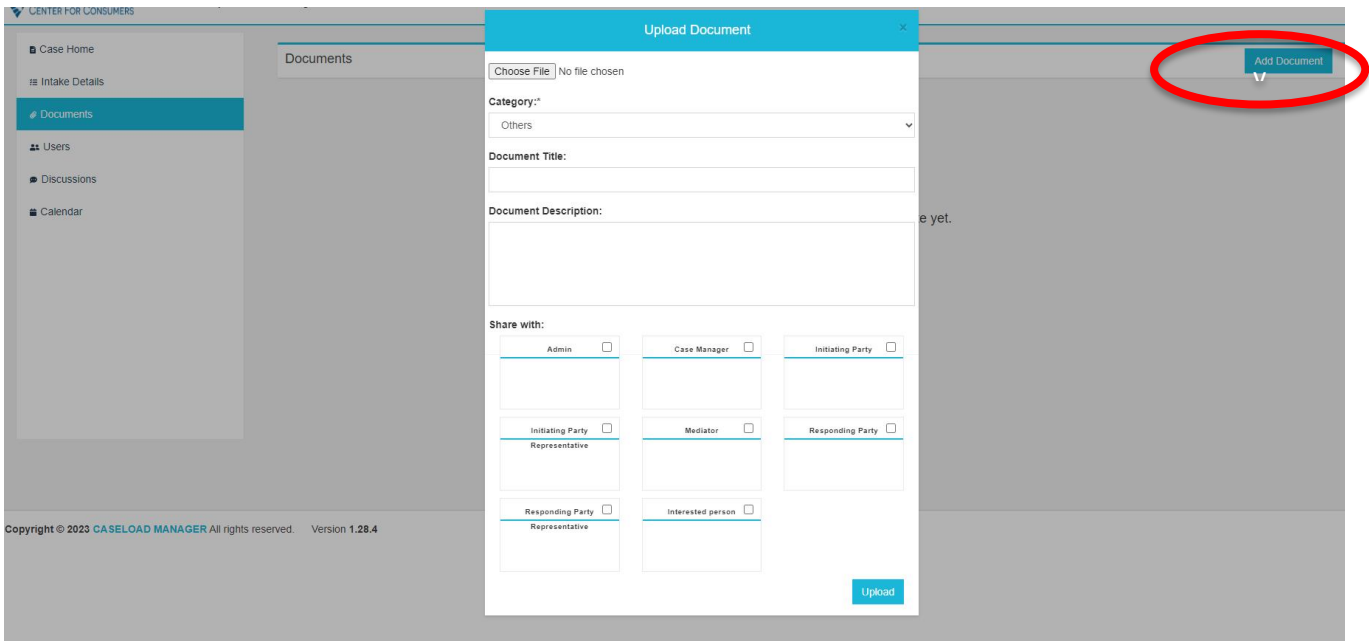 CENTER FOR CONSUMERS
Case Home
Intake Details
Documents
Users
Discussions
Calendar
Documents
Add Document
Upload Document
×
Choose File No file chosen
Category:*
Others
Document Title:
Document Description:
e yet.
Share with:
Admin
Case Manager
Initiating Party
Initiating Party
Representative
Mediator
Responding Party
Responding Party
Representative
Interested person
Upload
Copyright © 2023 CASELOAD MANAGER All rights reserved. Version 1.28.4